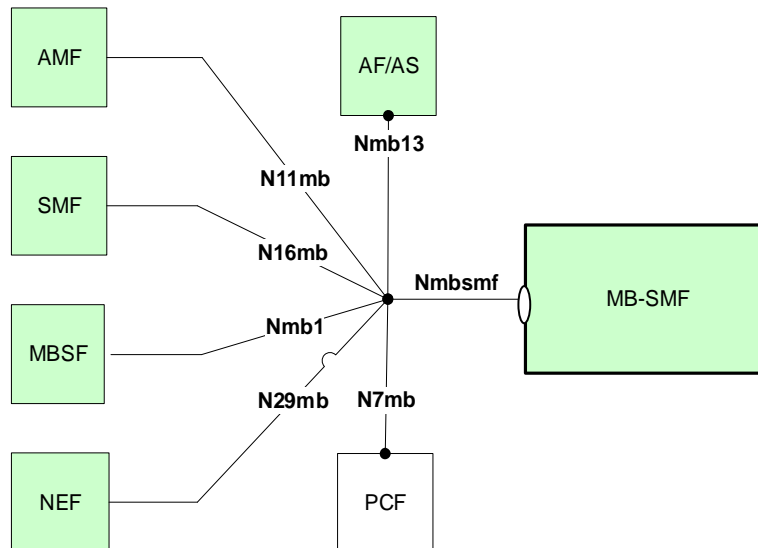 AMF
AF/AS
Nmb13
N11mb
SMF
N16mb
Nmbsmf
MB-SMF
Nmb1
MBSF
N29mb
N7mb
NEF
PCF